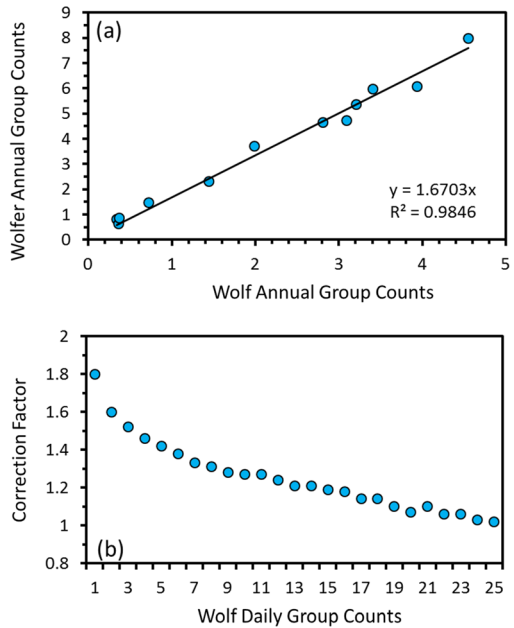 (a)
Wolfer Annual Group Counts
9
8
7
6
5
4
3
2
1
0
y = 1.6703x
R² = 0.9846
0 1 2 3 4 5
Wolf Annual Group Counts
Correction Factor
2
1.8
1.6
1.4
1.2
1
0.8
(b)
1 3 5 7 9 11 13 15 17 19 21 23 25
Wolf Daily Group Counts